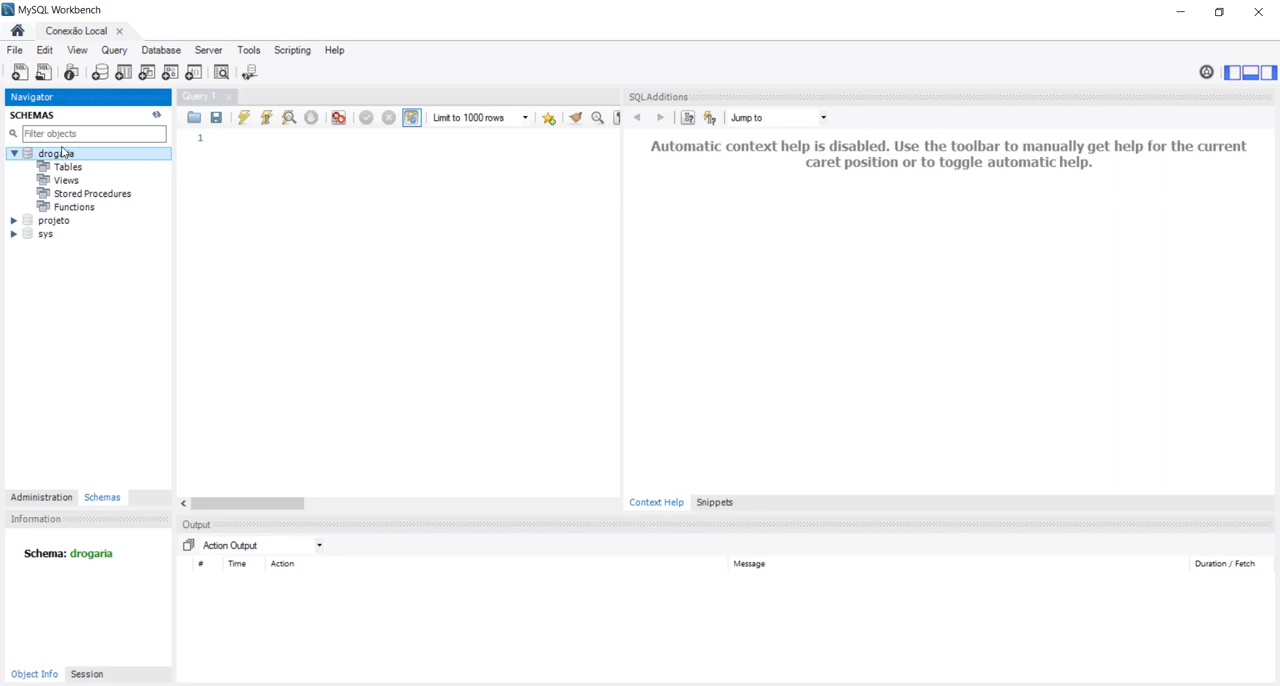 MySQL Workbench
Conexão Local
File Edit View Query Database Server Tools Scripting Help
Navigator
SCHEMAS
Filter objects
drogaria
Tables
Views
Stored Procedures
Functions
projeto
sys
Administration Schemas
Information
Schema: drogaria
Object Info Session
Query 1
Limit to 1000 rows
1
SQLAdditions
Jump to
Automatic context help is disabled. Use the toolbar to manually get help for the current
caret position or to toggle automatic help.
Context Help Snippets
Output
Action Output
# Time Action Message Duration / Fetch